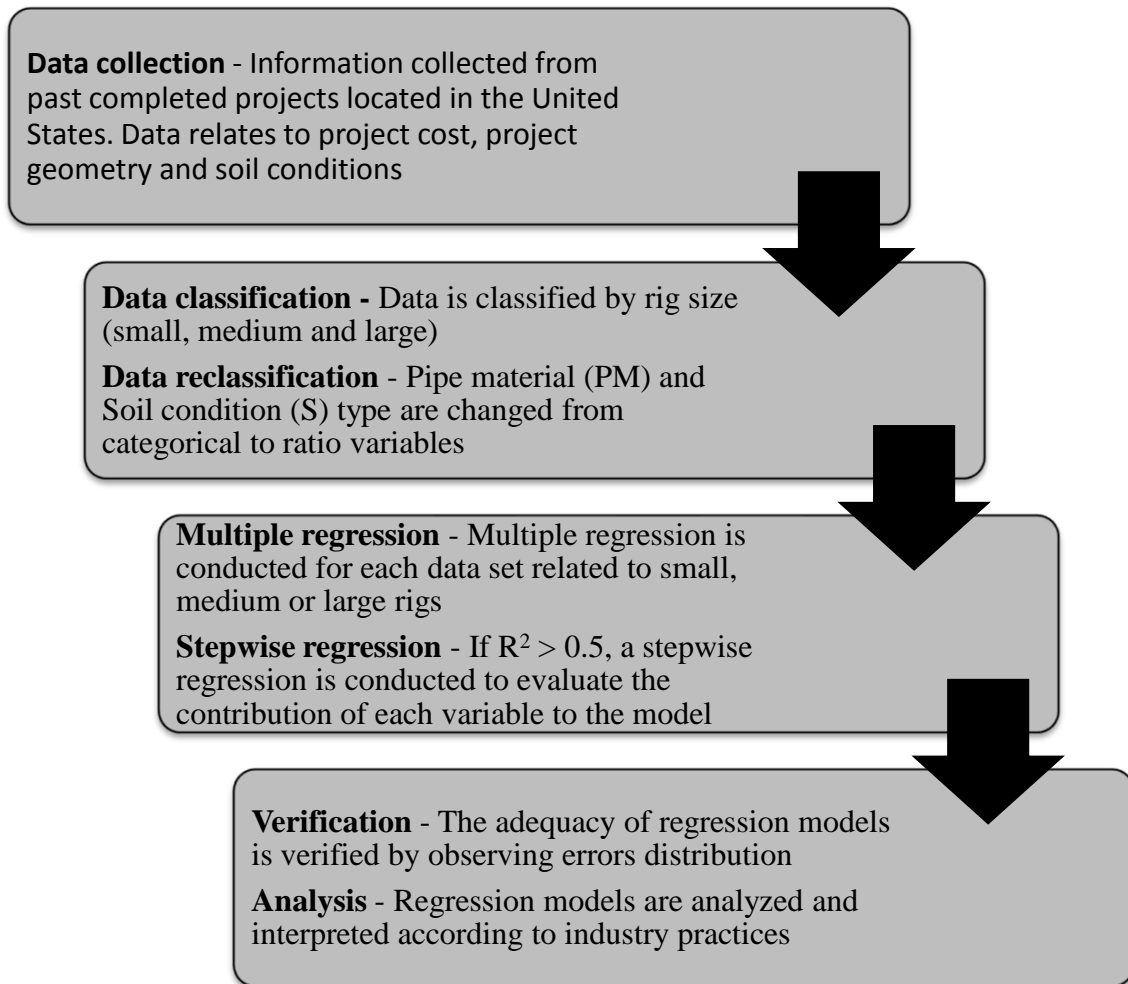 Data collection - Information collected from
past completed projects located in the United
States. Data relates to project cost, project
geometry and soil conditions
Data classification - Data is classified by rig size
(small, medium and large)
Data reclassification - Pipe material (PM) and
Soil condition (S) type are changed from
categorical to ratio variables
Multiple regression - Multiple regression is
conducted for each data set related to small,
medium or large rigs
Stepwise regression - If R² > 0.5, a stepwise
regression is conducted to evaluate the
contribution of each variable to the model
Verification - The adequacy of regression models
is verified by observing errors distribution
Analysis - Regression models are analyzed and
interpreted according to industry practices